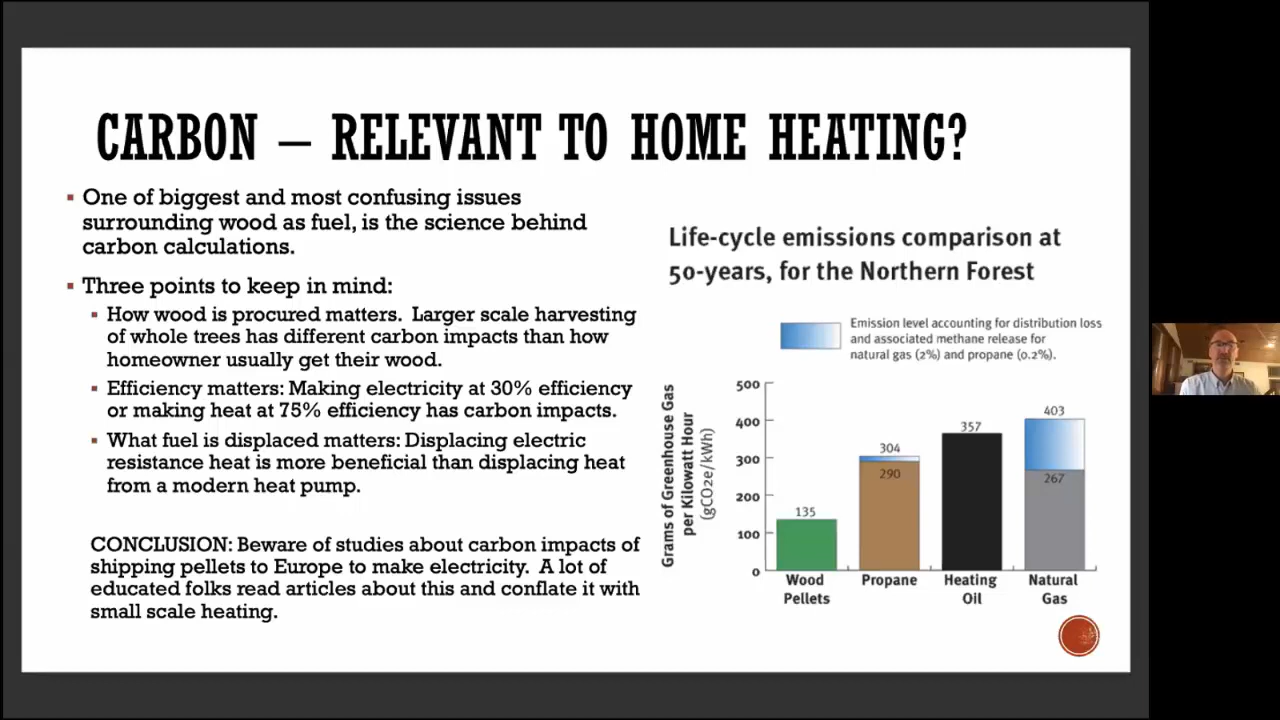 CARBON – RELEVANT TO HOME HEATING?
▪ One of biggest and most confusing issues
surrounding wood as fuel, is the science behind
carbon calculations.
▪ Three points to keep in mind:
▪ How wood is procured matters. Larger scale harvesting
of whole trees has different carbon impacts than how
homeowner usually get their wood.
▪ Efficiency matters: Making electricity at 30% efficiency
or making heat at 75% efficiency has carbon impacts.
▪ What fuel is displaced matters: Displacing electric
resistance heat is more beneficial than displacing heat
from a modern heat pump.
CONCLUSION: Beware of studies about carbon impacts of
shipping pellets to Europe to make electricity. A lot of
educated folks read articles about this and conflate it with
small scale heating.
Life-cycle emissions comparison at
50-years, for the Northern Forest
Emission level accounting for distribution loss
and associated methane release for
natural gas (2%) and propane (0.2%).
Grams of Greenhouse Gas
per Kilowatt Hour
(gCO2e/kWh)
500
400
300
200
100
0
135
304
290
357
403
267
Wood
Pellets
Propane
Heating
Oil
Natural
Gas